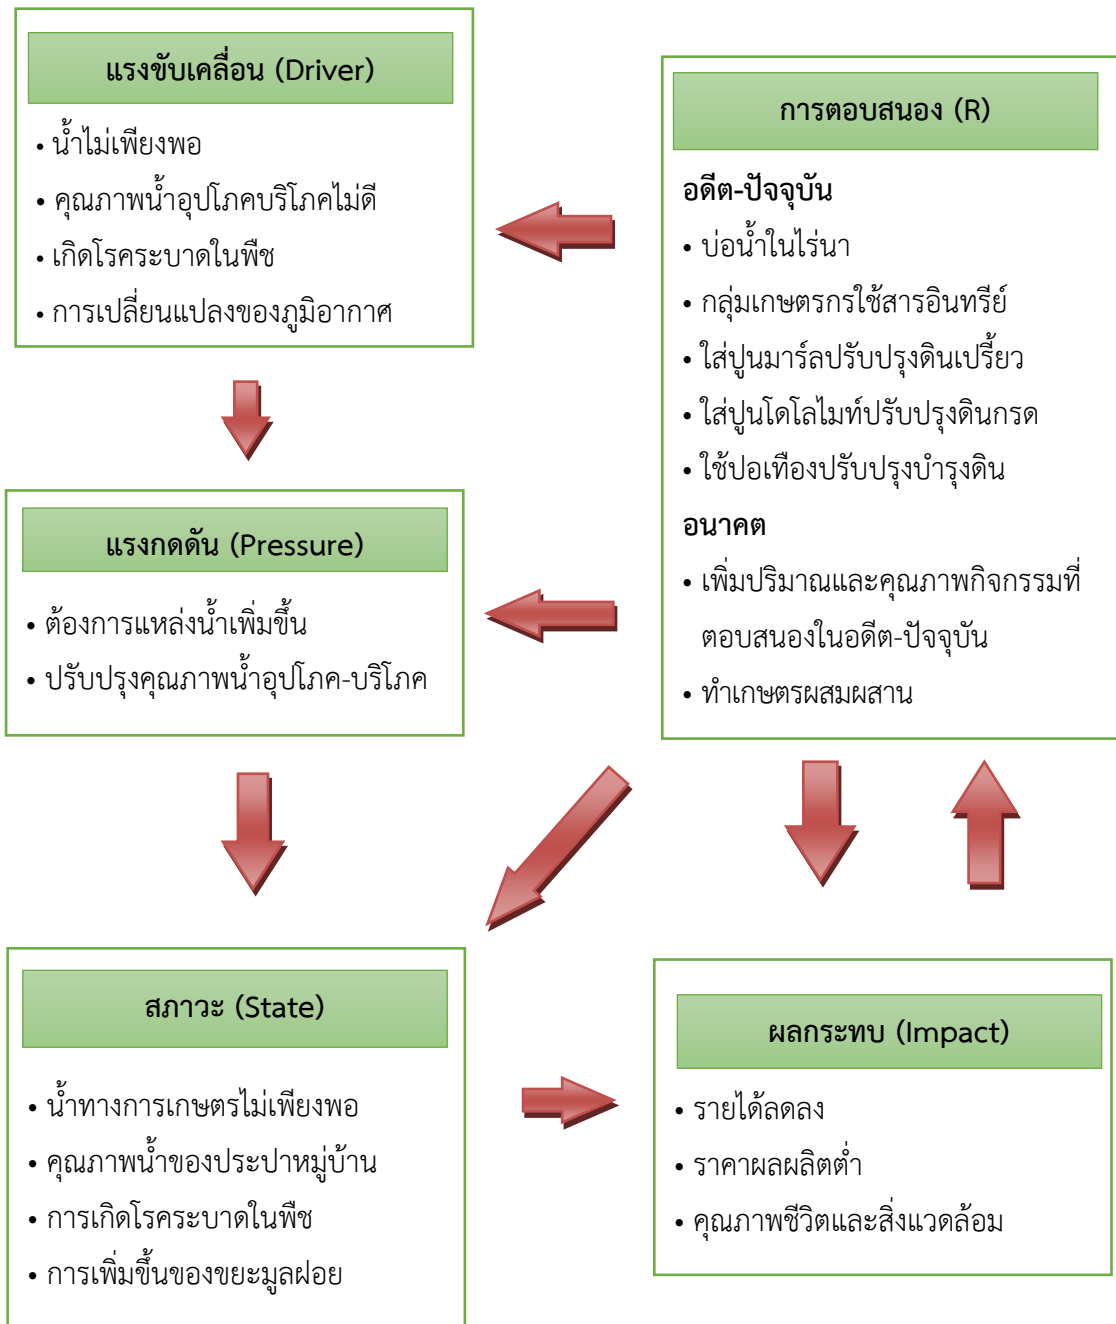 แรงขับเคลื่อน (Driver)
• น้ำไม่เพียงพอ
• คุณภาพน้ำอุปโภคบริโภคไม่ดี
• เกิดโรคระบาดในพืช
• การเปลี่ยนแปลงของภูมิอากาศ
แรงกดดัน (Pressure)
• ต้องการแหล่งน้ำเพิ่มขึ้น
• ปรับปรุงคุณภาพน้ำอุปโภค-บริโภค
สภาวะ (State)
• น้ำทางการเกษตรไม่เพียงพอ
• คุณภาพน้ำของประปาหมู่บ้าน
• การเกิดโรคระบาดในพืช
• การเพิ่มขึ้นของขยะมูลฝอย
การตอบสนอง (R)
อดีต-ปัจจุบัน
• บ่อน้ำในไร่นา
• กลุ่มเกษตรกรใช้สารอินทรีย์
• ใส่ปูนมาร์ลปรับปรุงดินเปรี้ยว
• ใส่ปูนโดโลไมท์ปรับปรุงดินกรด
• ใช้ปอเทืองปรับปรุงบำรุงดิน
อนาคต
• เพิ่มปริมาณและคุณภาพกิจกรรมที่
ตอบสนองในอดีต-ปัจจุบัน
• ทำเกษตรผสมผสาน
ผลกระทบ (Impact)
• รายได้ลดลง
• ราคาผลผลิตต่ำ
• คุณภาพชีวิตและสิ่งแวดล้อม